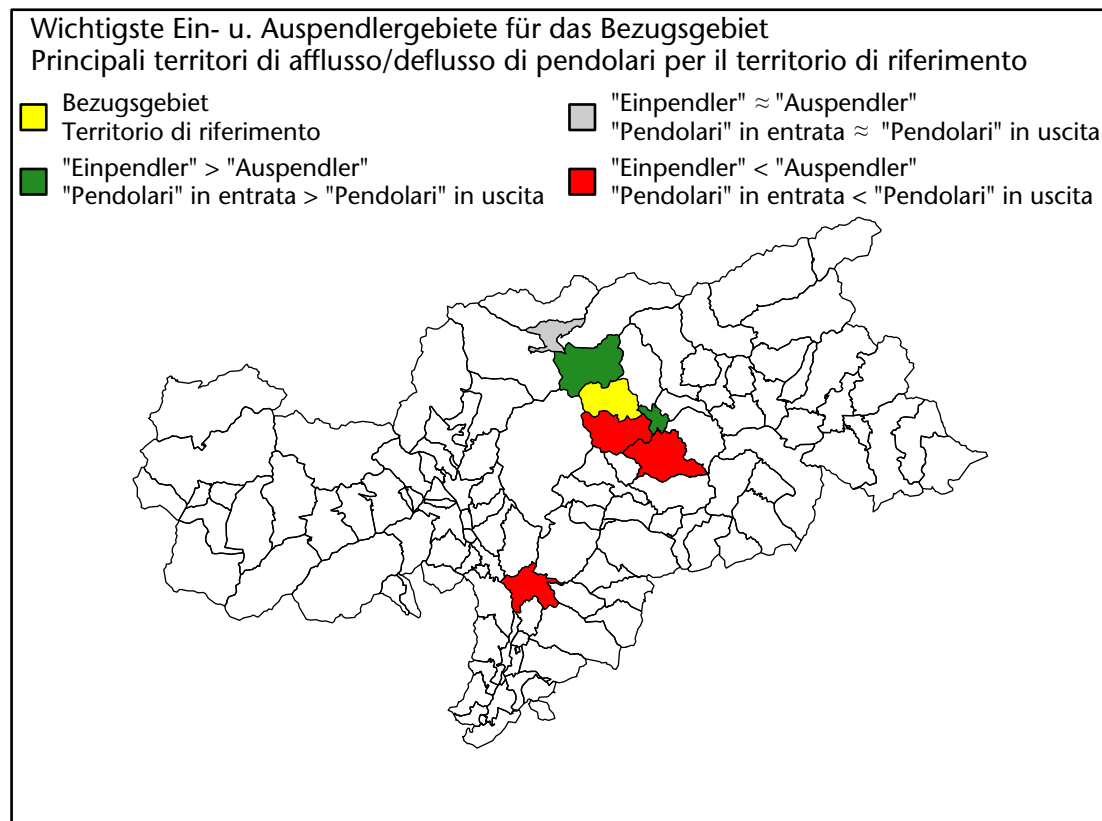 Wichtigste Ein- u. Auspendlergebiete für das Bezugsgebiet
Principali territori di afflusso/deflusso di pendolari per il territorio di riferimento
Bezugsgebiet
Territorio di riferimento
"Einpendler" > "Auspendler"
"Pendolari" in entrata > "Pendolari" in uscita
"Einpendler" ≈ "Auspendler"
"Pendolari" in entrata ≈ "Pendolari" in uscita
"Einpendler" < "Auspendler"
"Pendolari" in entrata < "Pendolari" in uscita